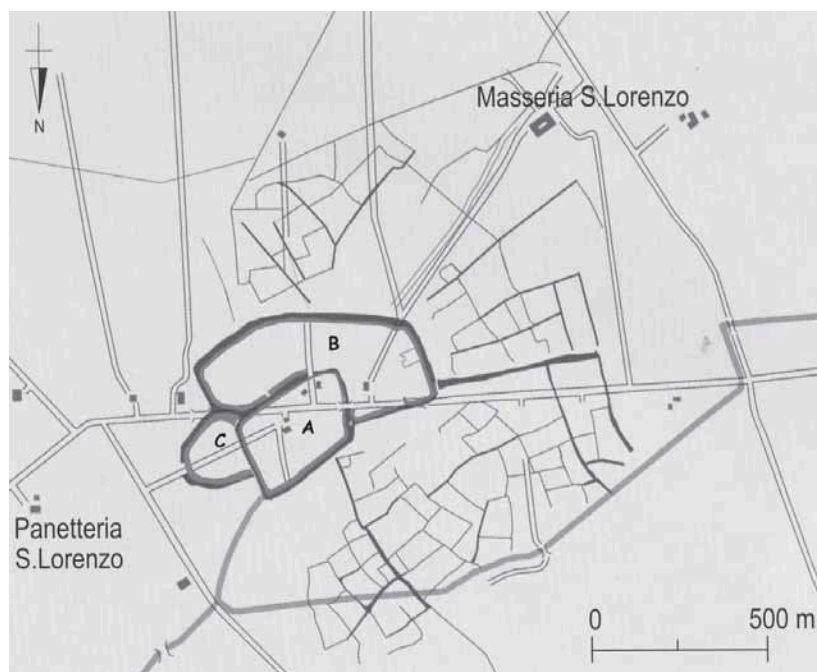 N
Masseria S.Lorenzo
B
A
C
Panetteria
S.Lorenzo
0 500 m